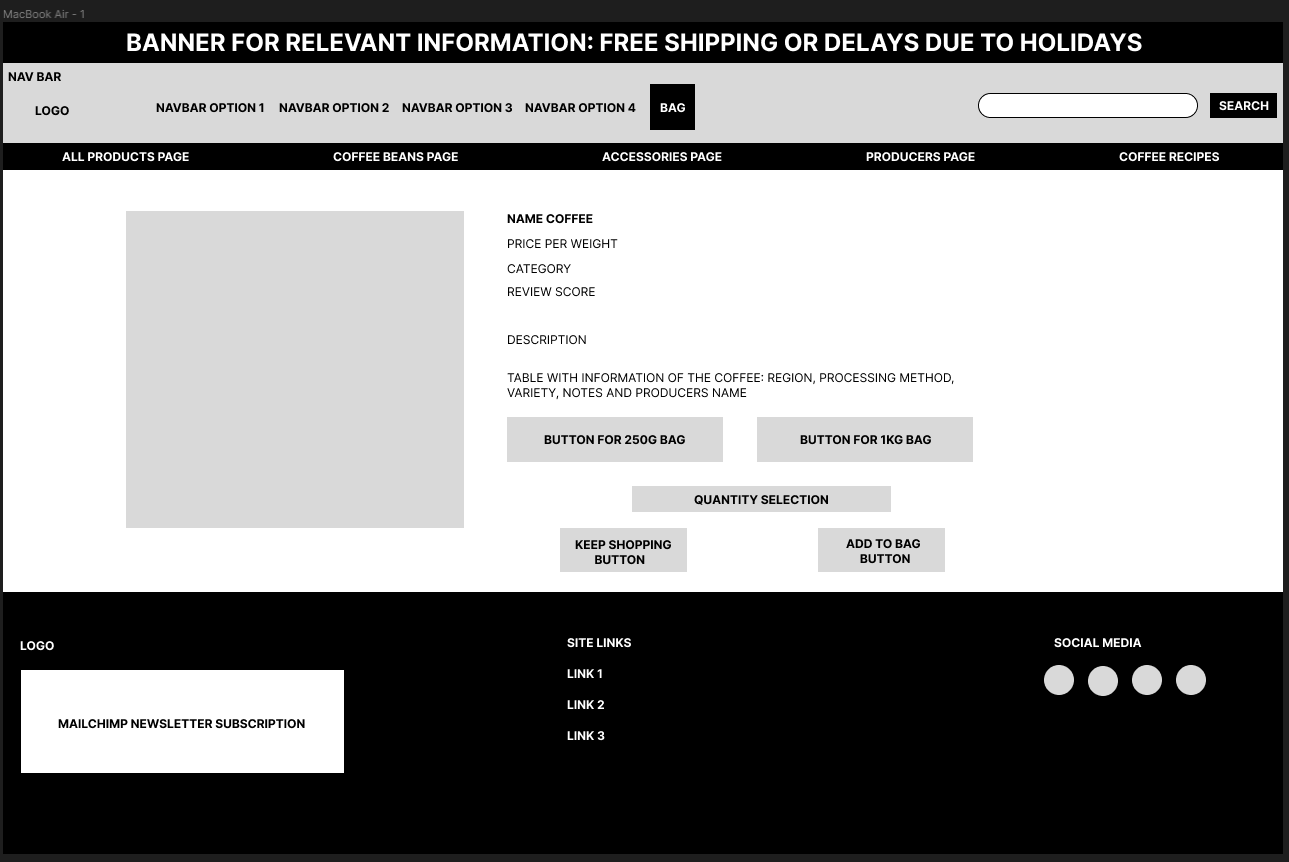 MacBook Air - 1
BANNER FOR RELEVANT INFORMATION: FREE SHIPPING OR DELAYS DUE TO HOLIDAYS
NAV BAR
LOGO
NAVBAR OPTION 1
NAVBAR OPTION 2
NAVBAR OPTION 3
NAVBAR OPTION 4
BAG
SEARCH
ALL PRODUCTS PAGE
COFFEE BEANS PAGE
ACCESSORIES PAGE
PRODUCERS PAGE
COFFEE RECIPES
NAME COFFEE
PRICE PER WEIGHT
CATEGORY
REVIEW SCORE
DESCRIPTION
TABLE WITH INFORMATION OF THE COFFEE: REGION, PROCESSING METHOD,
VARIETY, NOTES AND PRODUCERS NAME
BUTTON FOR 250G BAG
BUTTON FOR 1KG BAG
QUANTITY SELECTION
KEEP SHOPPING
BUTTON
ADD TO BAG
BUTTON
LOGO
MAILCHIMP NEWSLETTER SUBSCRIPTION
SITE LINKS
LINK 1
LINK 2
LINK 3
SOCIAL MEDIA